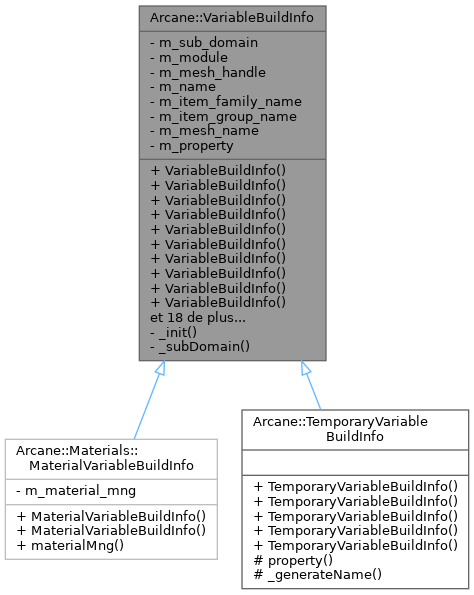 Arcane::VariableBuildInfo
- m_sub_domain
- m_module
- m_mesh_handle
- m_name
- m_item_family_name
- m_item_group_name
- m_mesh_name
- m_property
+ VariableBuildInfo()
+ VariableBuildInfo()
+ VariableBuildInfo()
+ VariableBuildInfo()
+ VariableBuildInfo()
+ VariableBuildInfo()
+ VariableBuildInfo()
+ VariableBuildInfo()
+ VariableBuildInfo()
+ VariableBuildInfo()
et 18 de plus...
- _init()
- _subDomain()
Arcane::Materials::
MaterialVariableBuildInfo
- m_material_mng
+ MaterialVariableBuildInfo()
+ MaterialVariableBuildInfo()
+ materialMng()
Arcane::TemporaryVariable
BuildInfo
+ TemporaryVariableBuildInfo()
+ TemporaryVariableBuildInfo()
+ TemporaryVariableBuildInfo()
+ TemporaryVariableBuildInfo()
+ TemporaryVariableBuildInfo()
# property()
# _generateName()